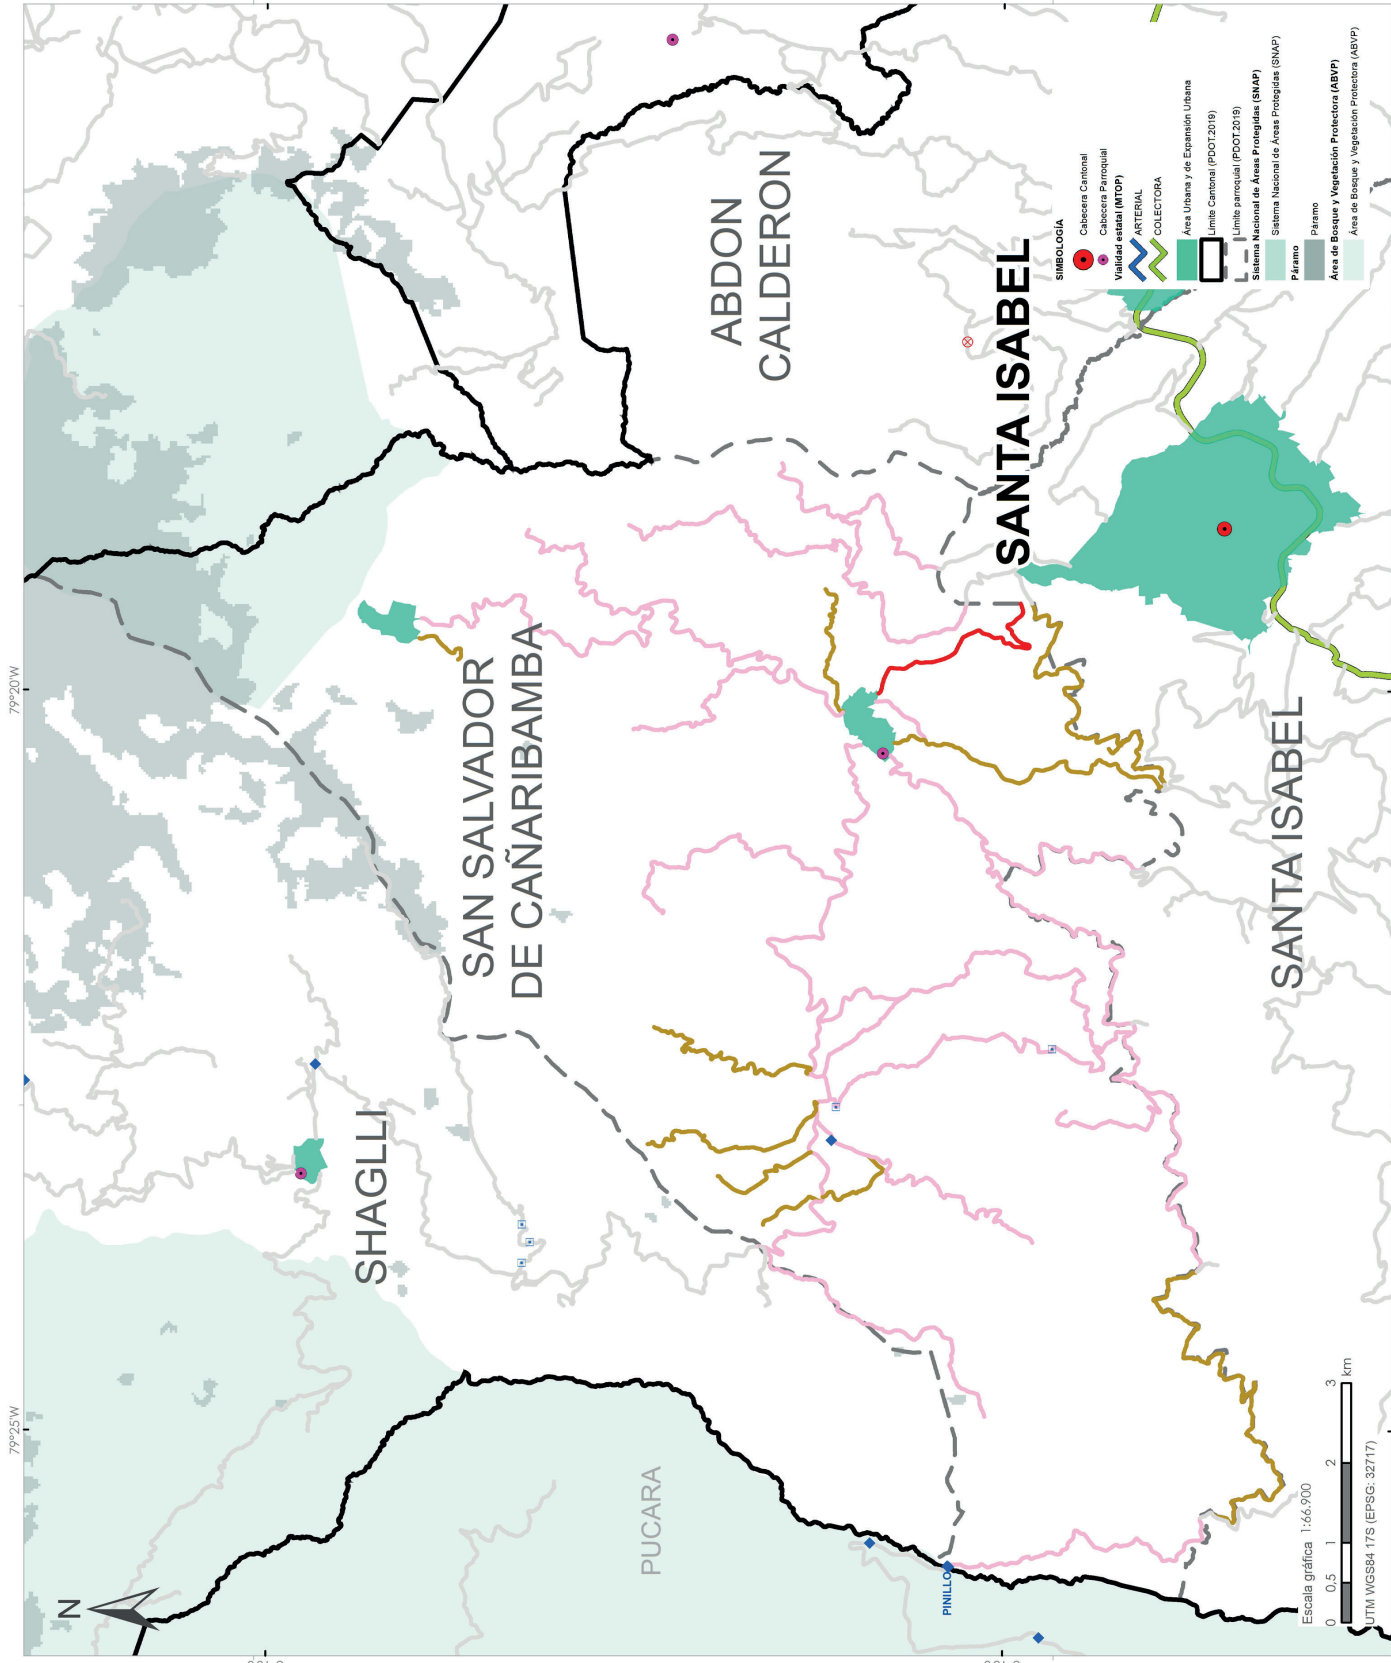 79°25'W
79°20'W
N
SHAGLLI
SAN SALVADOR
DE CAÑARIBAMBA
PUCARA
ABDON
CALDERON
PINILLO
SANTA ISABEL
SANTA ISABEL
Escala gráfica 1:66.900
0 0,5 1 2 3 km
UTM WGS84 17S (EPSG: 32717)
SIMBOLOGÍA
Cabecera Cantonal
Cabecera Parroquial
Vialidad estatal (MTOP)
ARTERIAL
COLECTORA
Área Urbana y de Expansión Urbana
Límite Cantonal (PDOT.2019)
Límite parroquial (PDOT.2019)
Sistema Nacional de Áreas Protegidas (SNAP)
Sistema Nacional de Áreas Protegidas (SNAP)
Páramo
Páramo
Área de Bosque y Vegetación Protectora (ABVP)
Área de Bosque y Vegetación Protectora (ABVP)